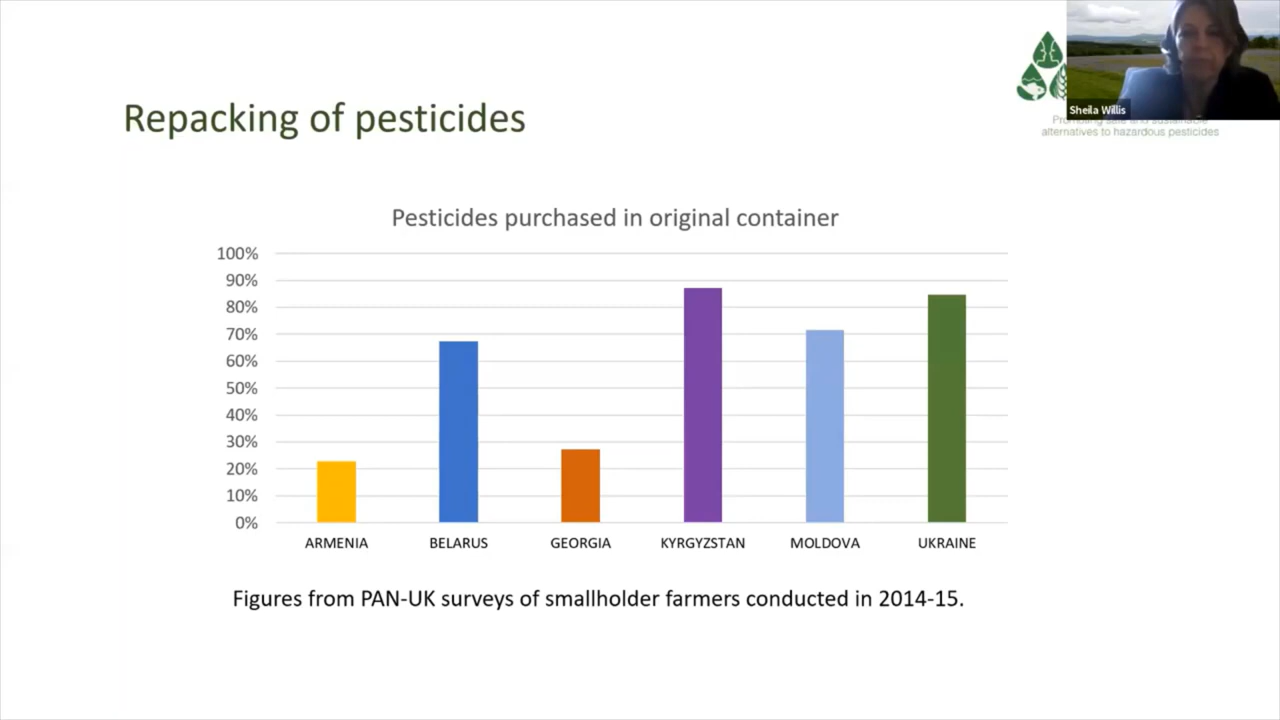 Sheila Willis
alternatives to hazardous pesticides
Repacking of pesticides
Pesticides purchased in original container
100%
90%
80%
70%
60%
50%
40%
30%
20%
10%
0%
ARMENIA BELARUS GEORGIA KYRGYZSTAN MOLDOVA UKRAINE
Figures from PAN-UK surveys of smallholder farmers conducted in 2014-15.